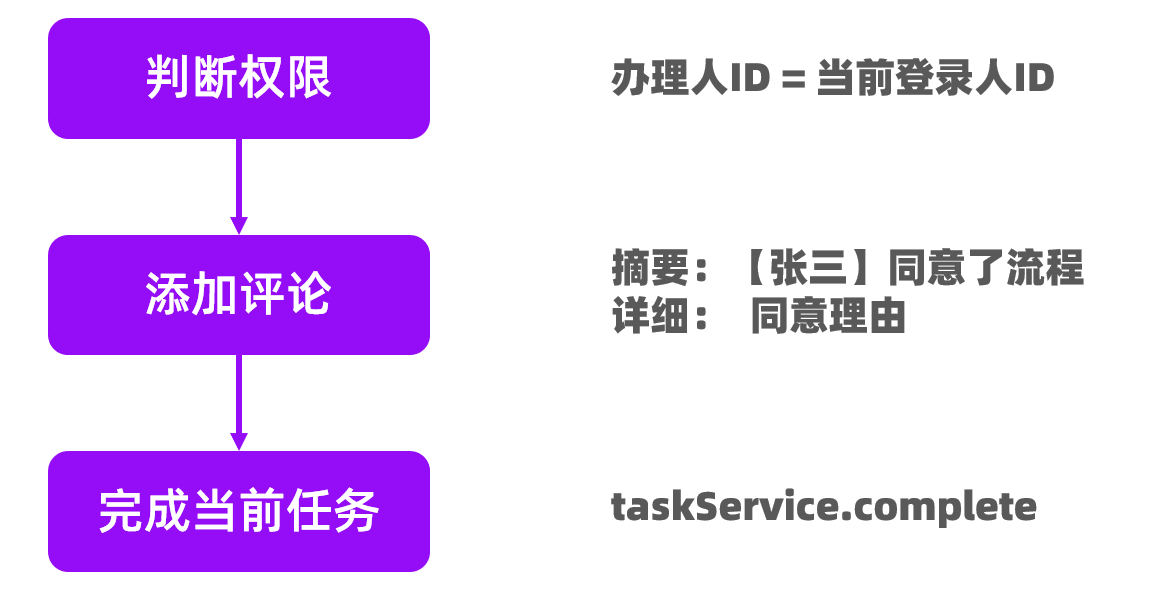 判断权限
办理人ID = 当前登录人ID
添加评论
摘要：【张三】同意了流程
详细： 同意理由
完成当前任务
taskService.complete